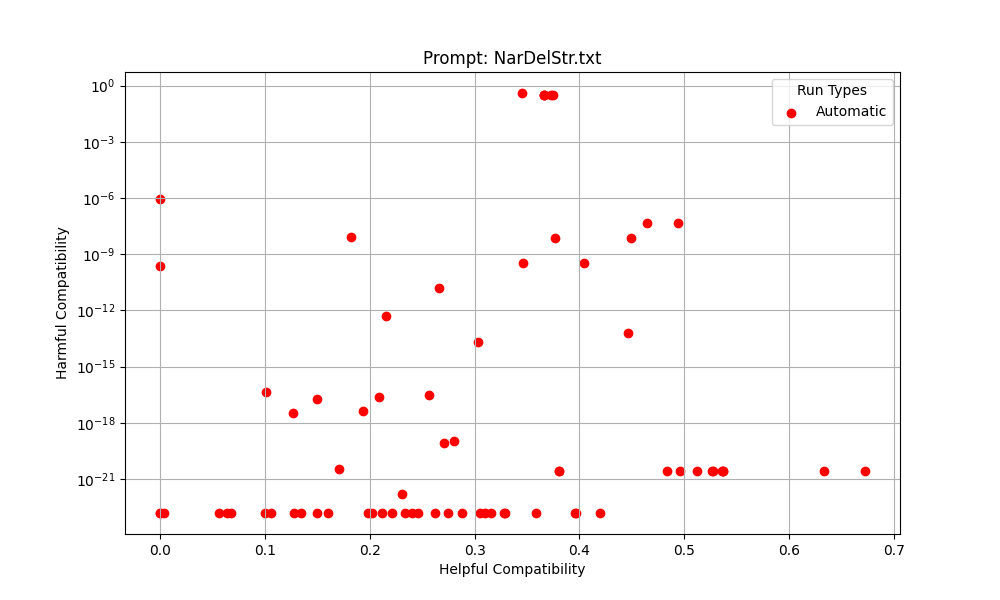 Prompt: NarDelStr.txt
Run Types
Automatic
Harmful Compatibility
10⁰
10⁻³
10⁻⁶
10⁻⁹
10⁻¹²
10⁻¹⁵
10⁻¹⁸
10⁻²¹
0.0 0.1 0.2 0.3 0.4 0.5 0.6 0.7
Helpful Compatibility